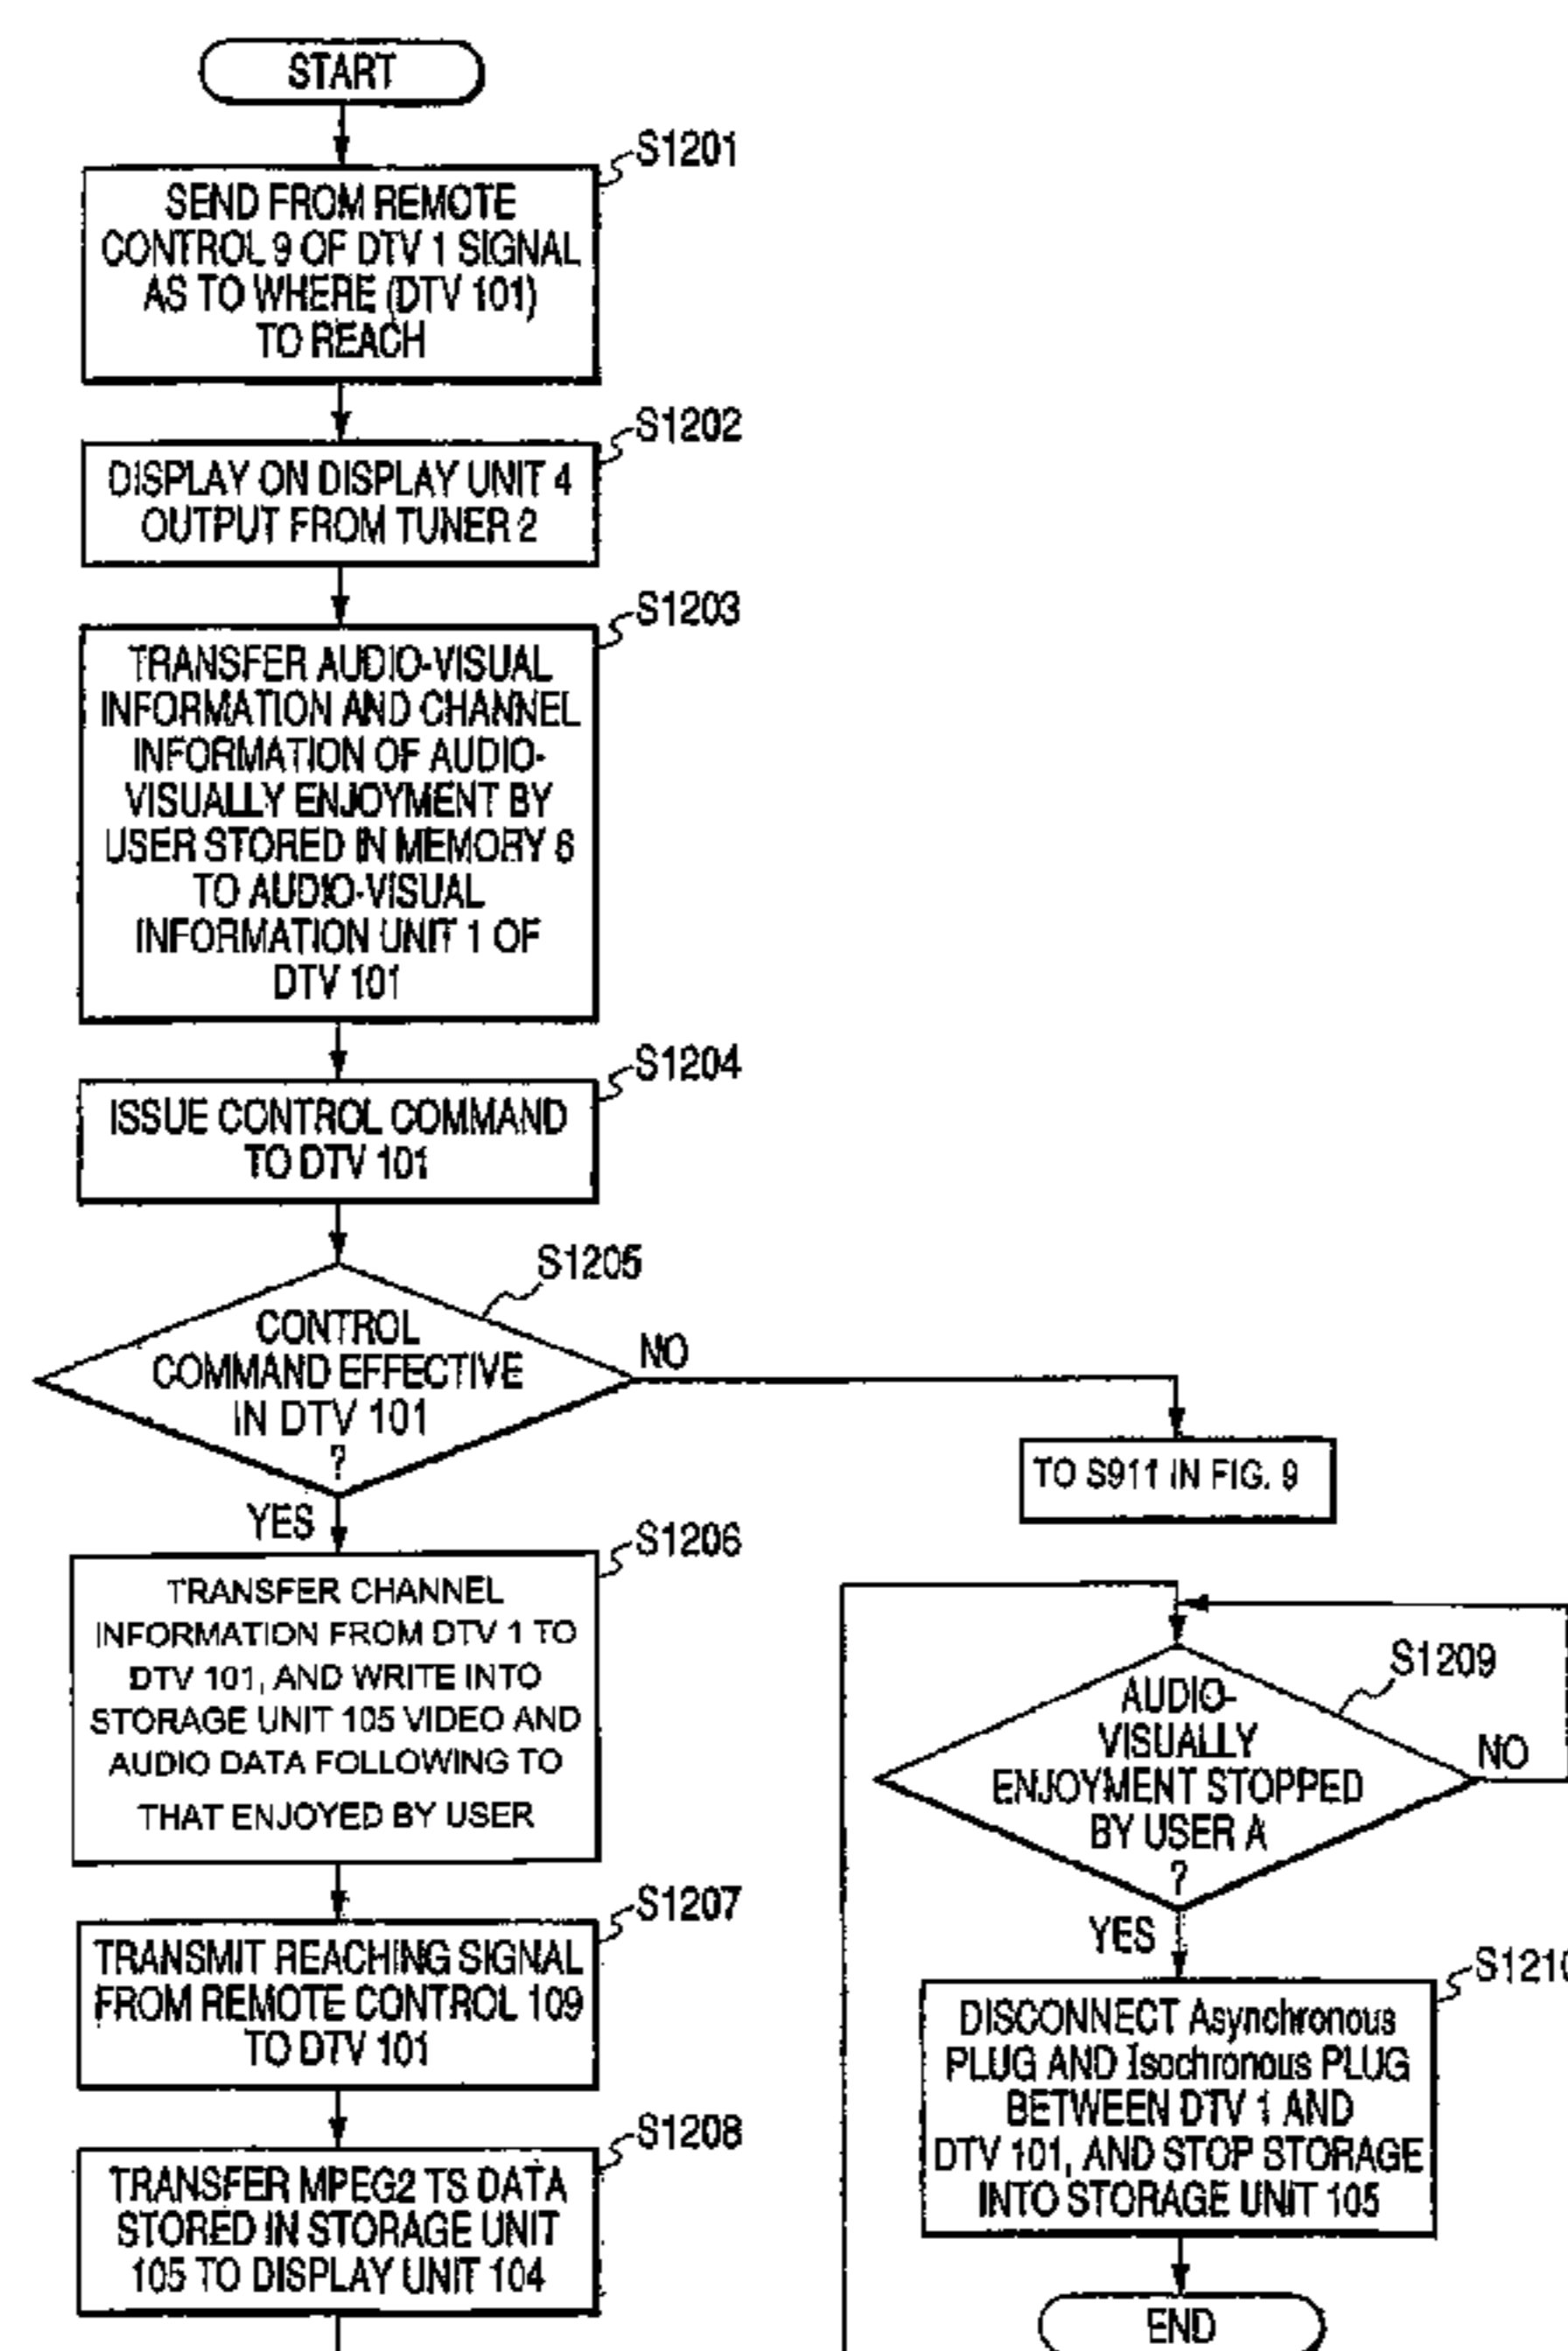 START
S1201
SEND FROM REMOTE
CONTROL 9 OF DTV 1 SIGNAL
AS TO WHERE (DTV 101)
TO REACH
S1202
DISPLAY ON DISPLAY UNIT 4
OUTPUT FROM TUNER 2
S1203
TRANSFER AUDIO-VISUAL
INFORMATION AND CHANNEL
INFORMATION OF AUDIO-
VISUALLY ENJOYMENT BY
USER STORED IN MEMORY 6
TO AUDIO-VISUAL
INFORMATION UNIT 1 OF
DTV 101
S1204
ISSUE CONTROL COMMAND
TO DTV 101
S1205
CONTROL
COMMAND EFFECTIVE
IN DTV 101
?
NO
TO S911 IN FIG. 9
YES
S1206
TRANSFER CHANNEL
INFORMATION FROM DTV 1 TO
DTV 101, AND WRITE INTO
STORAGE UNIT 105 VIDEO AND
AUDIO DATA FOLLOWING TO
THAT ENJOYED BY USER
S1207
TRANSMIT REACHING SIGNAL
FROM REMOTE CONTROL 109
TO DTV 101
S1208
TRANSFER MPEG2 TS DATA
STORED IN STORAGE UNIT
105 TO DISPLAY UNIT 104
S1209
AUDIO-
VISUALLY
ENJOYMENT STOPPED
BY USER A
?
NO
YES
S1210
DISCONNECT Asynchronous
PLUG AND Isochronous PLUG
BETWEEN DTV 1 AND
DTV 101, AND STOP STORAGE
INTO STORAGE UNIT 105
END